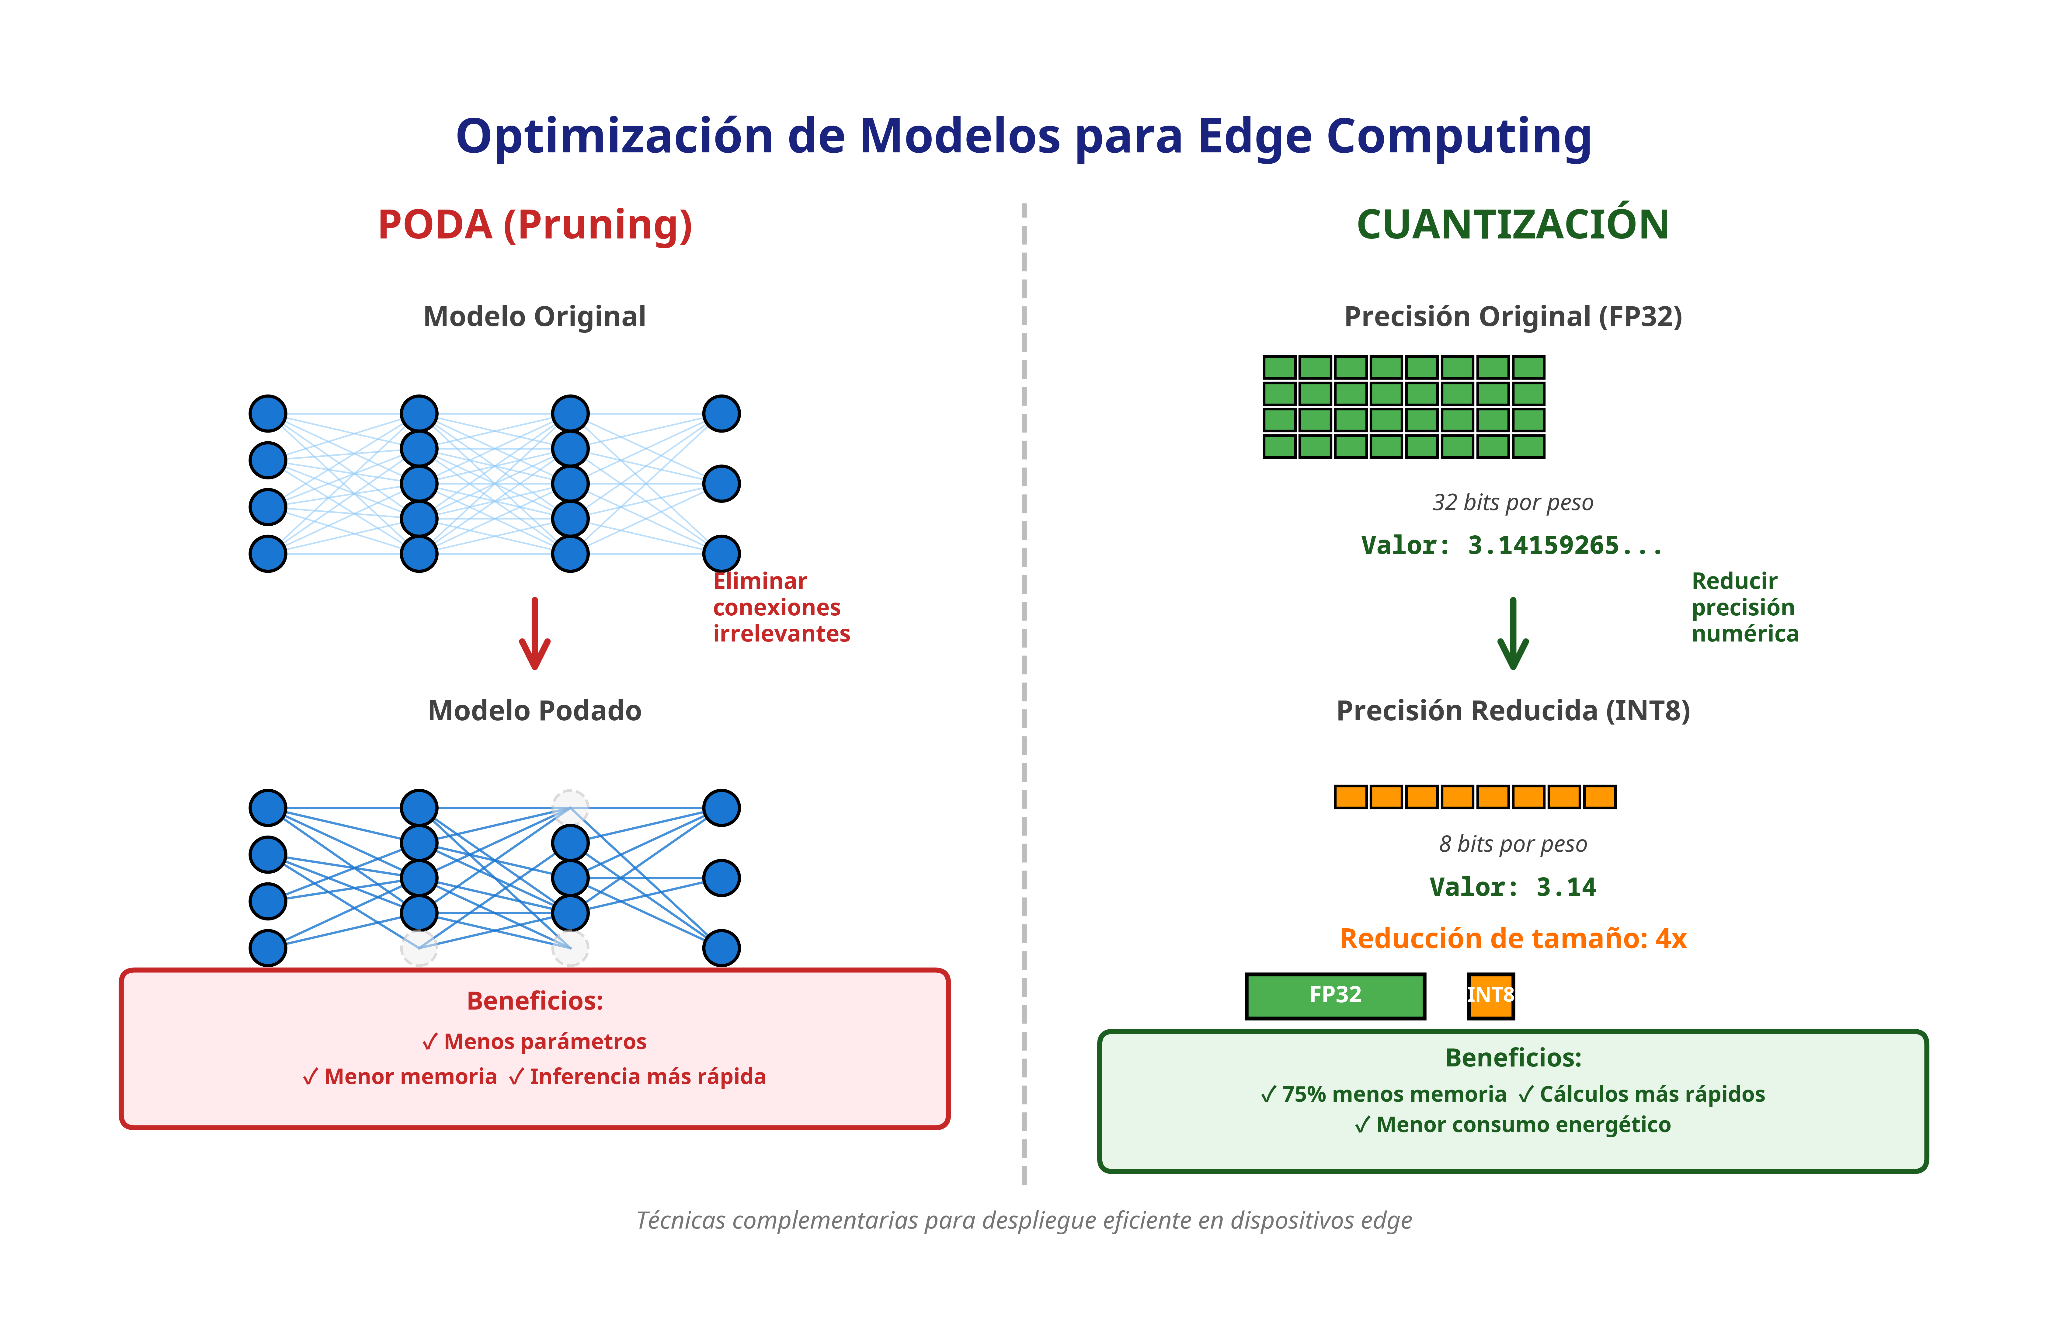 Optimización de Modelos para Edge Computing
PODA (Pruning)
Modelo Original
Eliminar
conexiones
irrelevantes
Modelo Podado
Beneficios:
✓ Menos parámetros
✓ Menor memoria ✓ Inferencia más rápida
CUANTIZACIÓN
Precisión Original (FP32)
32 bits por peso
Valor: 3.14159265...
Reducir
precisión
numérica
Precisión Reducida (INT8)
8 bits por peso
Valor: 3.14
Reducción de tamaño: 4x
FP32 INT8
Beneficios:
✓ 75% menos memoria ✓ Cálculos más rápidos
✓ Menor consumo energético
Técnicas complementarias para despliegue eficiente en dispositivos edge